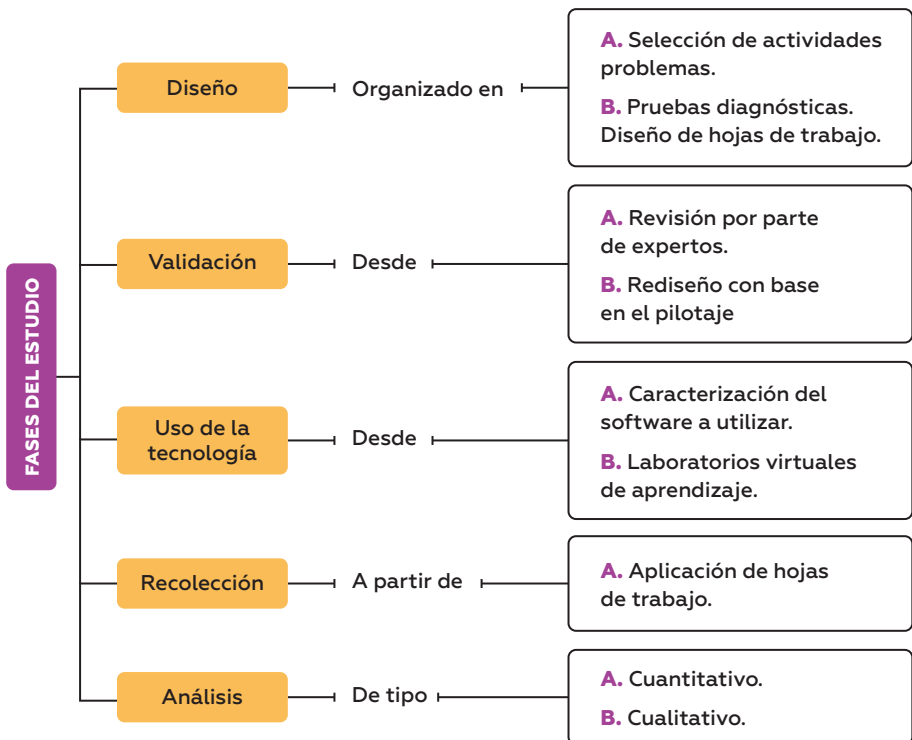 FASES DEL ESTUDIO
Diseño
Organizado en
A. Selección de actividades
problemas.
B. Pruebas diagnósticas.
Diseño de hojas de trabajo.
Validación
Desde
A. Revisión por parte
de expertos.
B. Rediseño con base
en el pilotaje
Uso de la
tecnología
Desde
A. Caracterización del
software a utilizar.
B. Laboratorios virtuales
de aprendizaje.
Recolección
A partir de
A. Aplicación de hojas
de trabajo.
Análisis
De tipo
A. Cuantitativo.
B. Cualitativo.